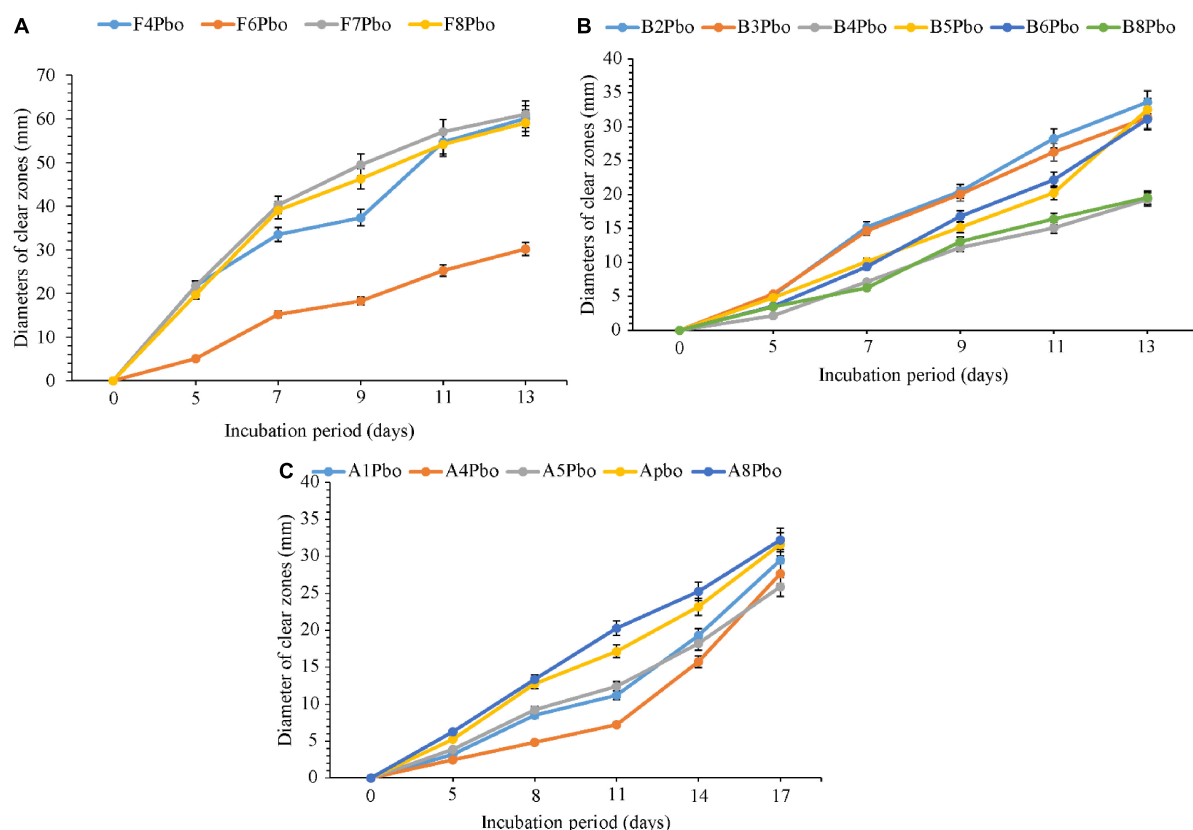 A
F4Pbo F6Pbo F7Pbo F8Pbo
Diameters of clear zones (mm)
70
60
50
40
30
20
10
0
0 5 7 9 11 13
Incubation period (days)
B
B2Pbo B3Pbo B4Pbo B5Pbo B6Pbo B8Pbo
Diameters of clear zones (mm)
40
35
30
25
20
15
10
5
0
0 5 7 9 11 13
Incubation period (days)
C
A1Pbo A4Pbo A5Pbo Apbo A8Pbo
Diameter of clear zones (mm)
40
35
30
25
20
15
10
5
0
0 5 8 11 14 17
Incubation period (days)